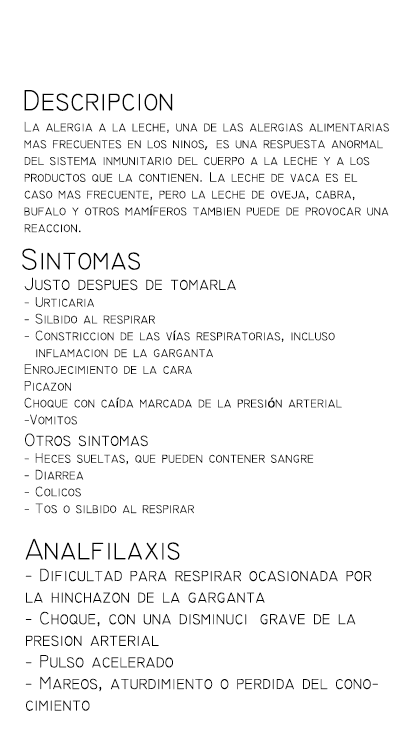 Descripcion
La alergia a la leche, una de las alergias alimentarias
mas frecuentes en los ninos, es una respuesta anormal
del sistema inmunitario del cuerpo a la leche y a los
productos que la contienen. La leche de vaca es el
caso mas frecuente, pero la leche de oveja, cabra,
bufalo y otros mamíferos tambien puede de provocar una
reaccion.
Sintomas
Justo despues de tomarla
- Urticaria
- Silbido al respirar
- Constriccion de las vías respiratorias, incluso
inflamacion de la garganta
Enrojecimiento de la cara
Picazon
Choque con caída marcada de la presión arterial
-Vomitos
Otros sintomas
- Heces sueltas, que pueden contener sangre
- Diarrea
- Colicos
- Tos o silbido al respirar
Analfilaxis
- Dificultad para respirar ocasionada por
la hinchazon de la garganta
- Choque, con una disminuci grave de la
presion arterial
- Pulso acelerado
- Mareos, aturdimiento o perdida del cono-
cimiento